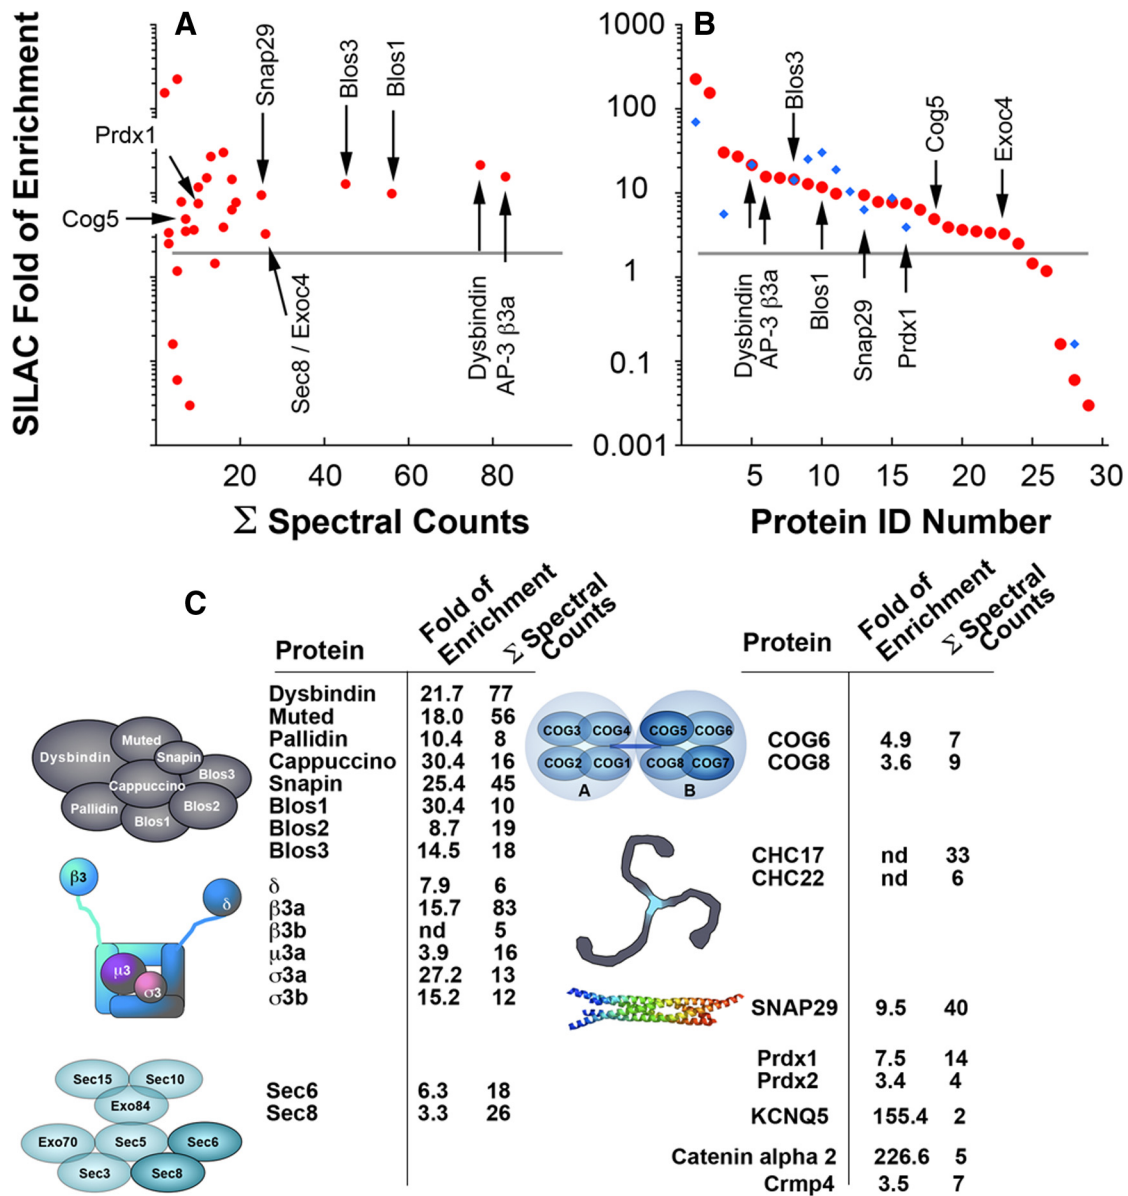 A
B
SILAC Fold of Enrichment
1000
100
10
1
0.1
0.001
Prdx1
Cog5
Snap29
Blos3
Blos1
Sec8 / Exoc4
Dysbindin
AP-3 β3a
20 40 60 80
Σ Spectral Counts
Blos3
Cog5
Exoc4
Dysbindin
AP-3 β3a
Blos1
Snap29
Prdx1
5 10 15 20 25 30
Protein ID Number
C
Protein Fold of Enrichment Σ Spectral Counts
Dysbindin 21.7 77
Muted 18.0 56
Pallidin 10.4 8
Cappuccino 30.4 16
Snapin 25.4 45
Blos1 30.4 10
Blos2 8.7 19
Blos3 14.5 18
δ 7.9 6
β3a 15.7 83
β3b nd 5
μ3a 3.9 16
σ3a 27.2 13
σ3b 15.2 12
Sec6 6.3 18
Sec8 3.3 26
Dysbindin
Muted
Snapin
Blos3
Cappuccino
Pallidin
Blos2
Blos1
β3
δ
μ3
σ3
Sec15 Sec10
Exo84
Exo70 Sec5 Sec6
Sec3 Sec8
Protein Fold of Enrichment Σ Spectral Counts
COG3 COG4 COG5 COG6
COG2 COG1 COG8 COG7
A B
COG6 4.9 7
COG8 3.6 9
CHC17 nd 33
CHC22 nd 6
SNAP29 9.5 40
Prdx1 7.5 14
Prdx2 3.4 4
KCNQ5 155.4 2
Catenin alpha 2 226.6 5
Crmp4 3.5 7